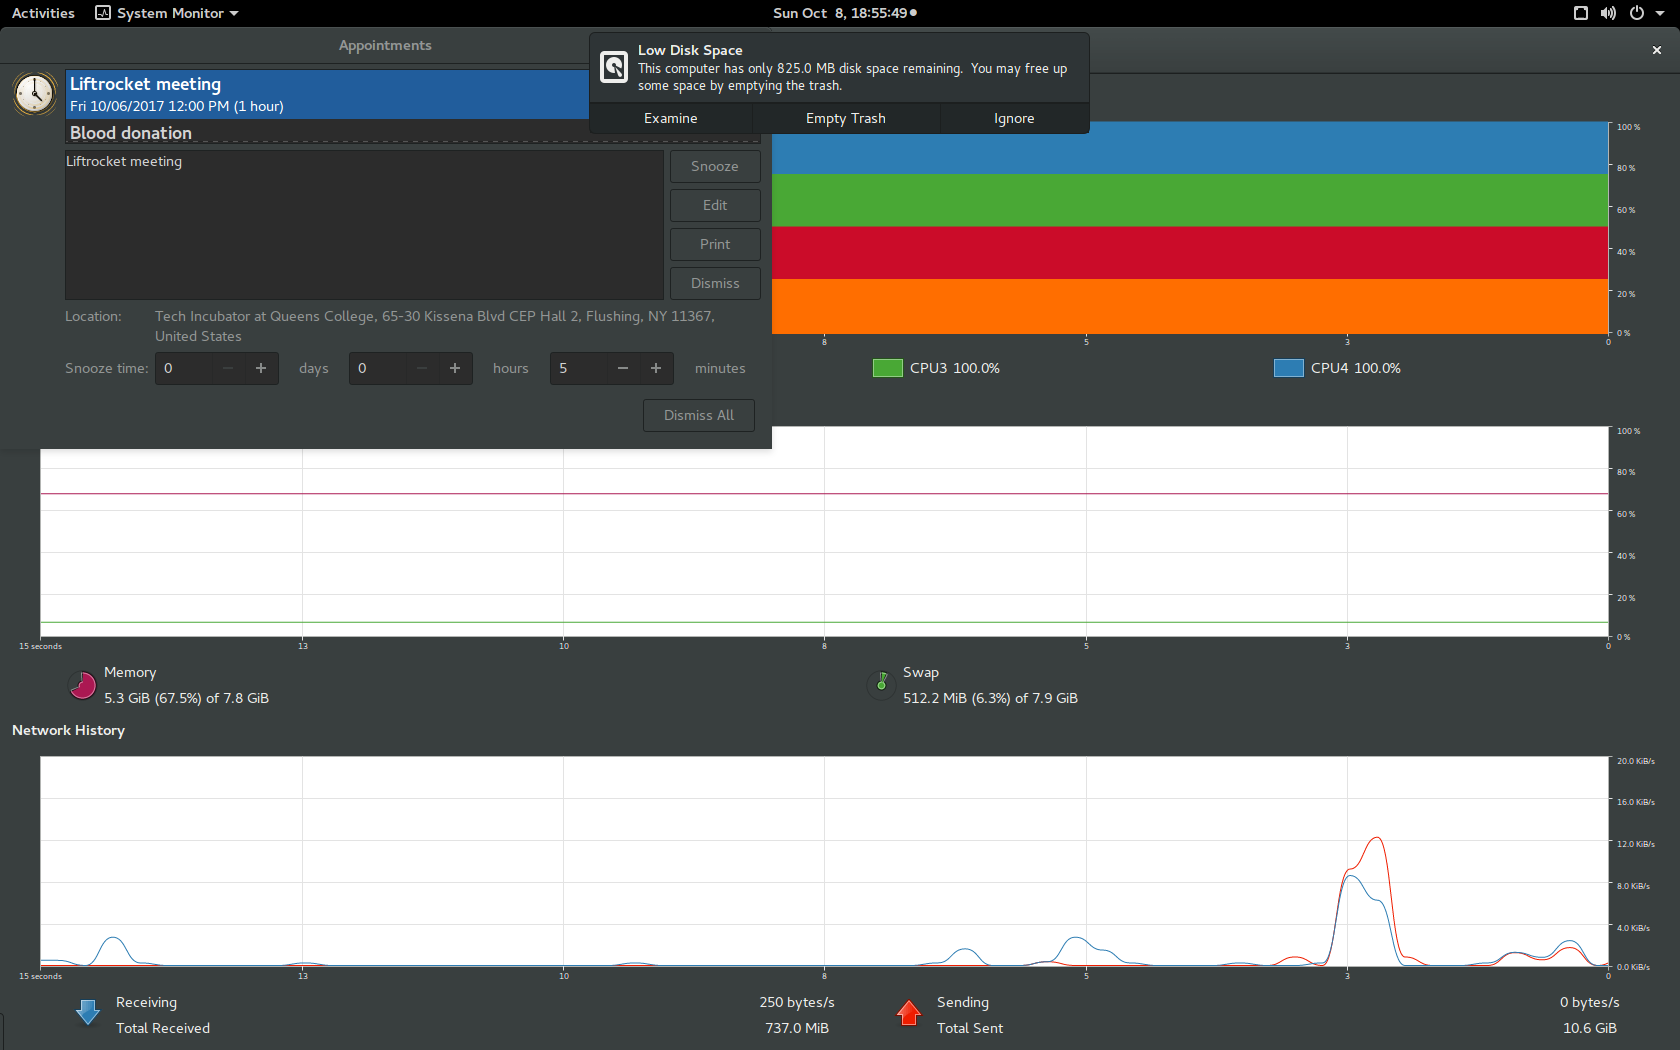 Activities System Monitor Sun Oct 8, 18:55:49
Appointments
Low Disk Space
This computer has only 825.0 MB disk space remaining. You may free up
some space by emptying the trash.
Examine Empty Trash Ignore
Liftrocket meeting
Fri 10/06/2017 12:00 PM (1 hour)
Blood donation
Liftrocket meeting
Snooze
Edit
Print
Dismiss
Location: Tech Incubator at Queens College, 65-30 Kissena Blvd CEP Hall 2, Flushing, NY 11367,
United States
Snooze time: 0 − + days 0 − + hours 5 − + minutes
Dismiss All
100 %
80 %
60 %
40 %
20 %
0 %
8 5 3 0
CPU3 100.0% CPU4 100.0%
100 %
80 %
60 %
40 %
20 %
0 %
15 seconds 13 10 8 5 3 0
Memory
5.3 GiB (67.5%) of 7.8 GiB
Swap
512.2 MiB (6.3%) of 7.9 GiB
Network History
20.0 KiB/s
16.0 KiB/s
12.0 KiB/s
8.0 KiB/s
4.0 KiB/s
0.0 KiB/s
15 seconds 13 10 8 5 3 0
Receiving 250 bytes/s
Total Received 737.0 MiB
Sending 0 bytes/s
Total Sent 10.6 GiB